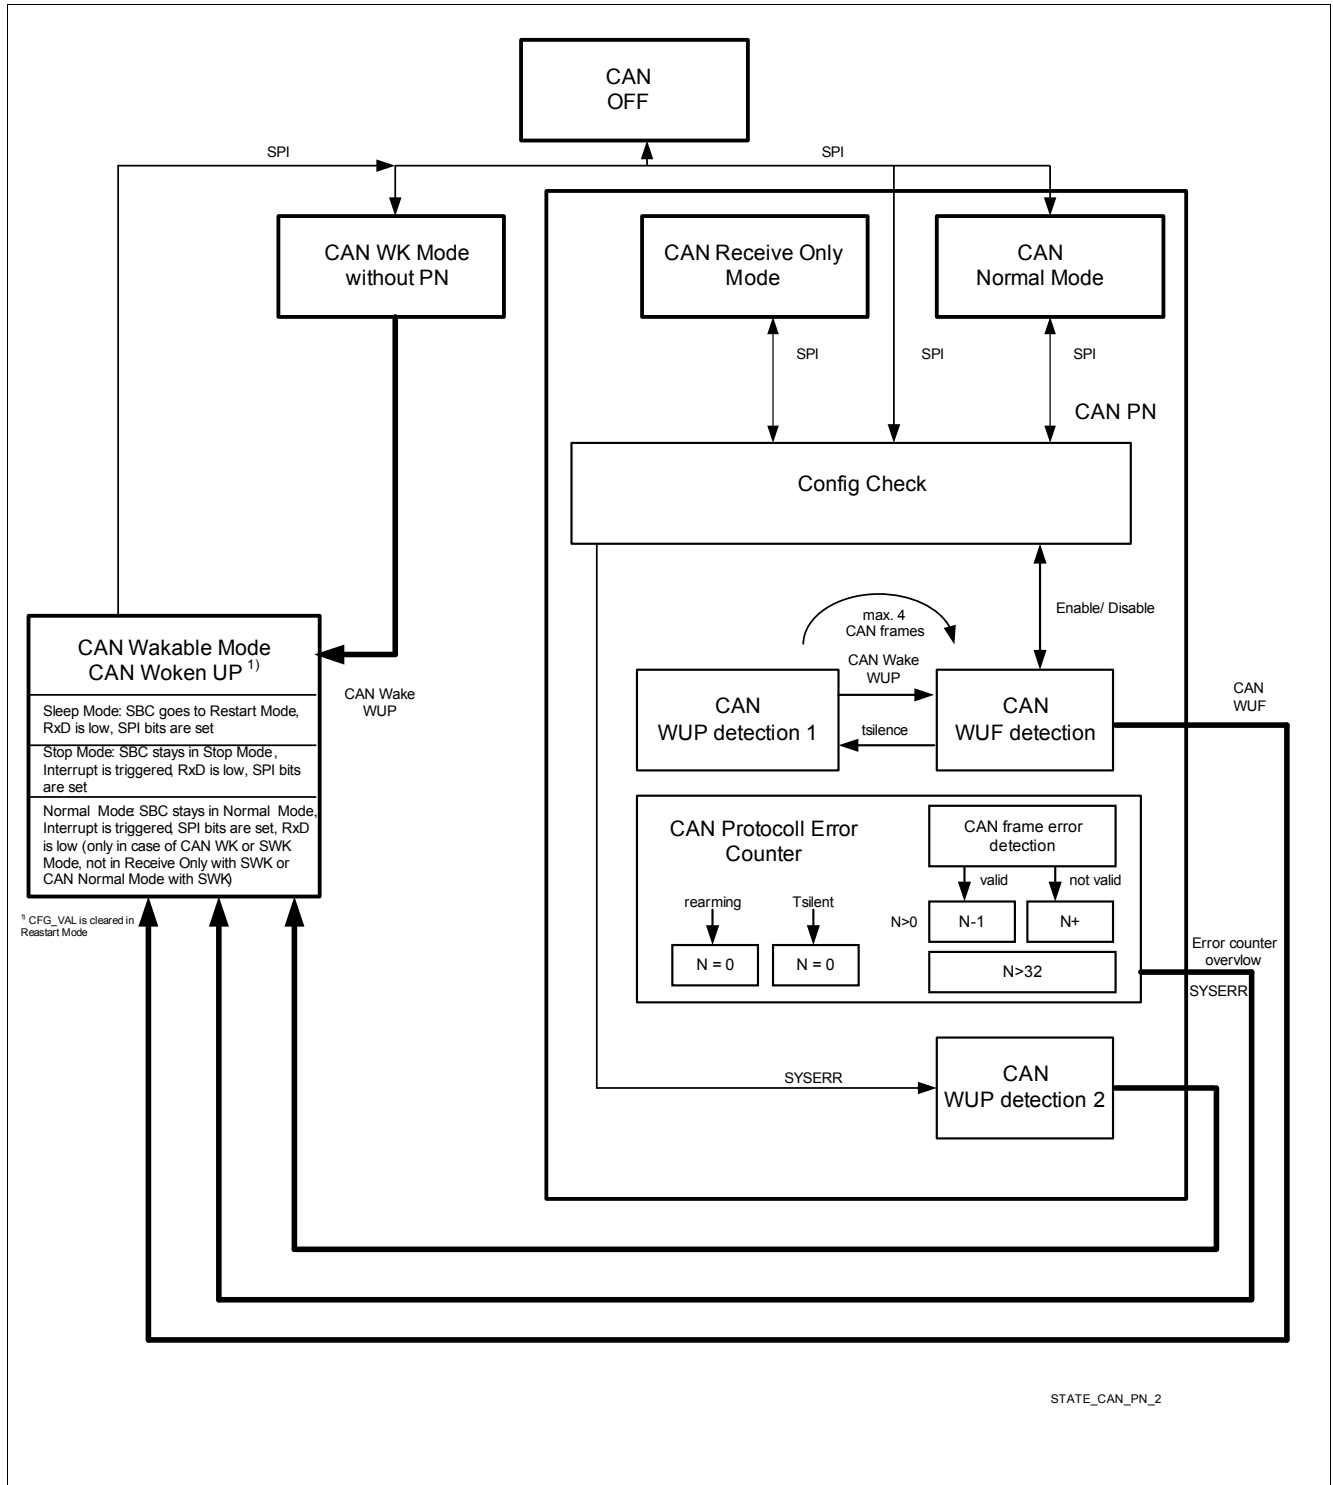 CAN
OFF
SPI
SPI
CAN WK Mode
without PN
CAN Receive Only
Mode
CAN
Normal Mode
SPI
SPI
SPI
CAN PN
Config Check
Enable/ Disable
max. 4
CAN frames
CAN Wake
WUP
CAN Wakable Mode
CAN Woken UP 1)
Sleep Mode: SBC goes to Restart Mode,
RxD is low, SPI bits are set
Stop Mode: SBC stays in Stop Mode,
Interrupt is triggered, RxD is low, SPI bits
are set
Normal Mode: SBC stays in Normal Mode,
Interrupt is triggered, SPI bits are set, RxD
is low (only in case of CAN WK or SWK
Mode, not in Receive Only with SWK or
CAN Normal Mode with SWK)
1) CFG_VAL is cleared in
Reastart Mode
CAN Wake
WUP
CAN
WUP detection 1
tsilence
CAN
WUF detection
CAN
WUF
CAN Protocoll Error
Counter
CAN frame error
detection
valid
not valid
rearming
Tsilent
N>0
N-1
N+
N = 0
N = 0
N>32
Error counter
overvlow
SYSERR
SYSERR
CAN
WUP detection 2
STATE_CAN_PN_2